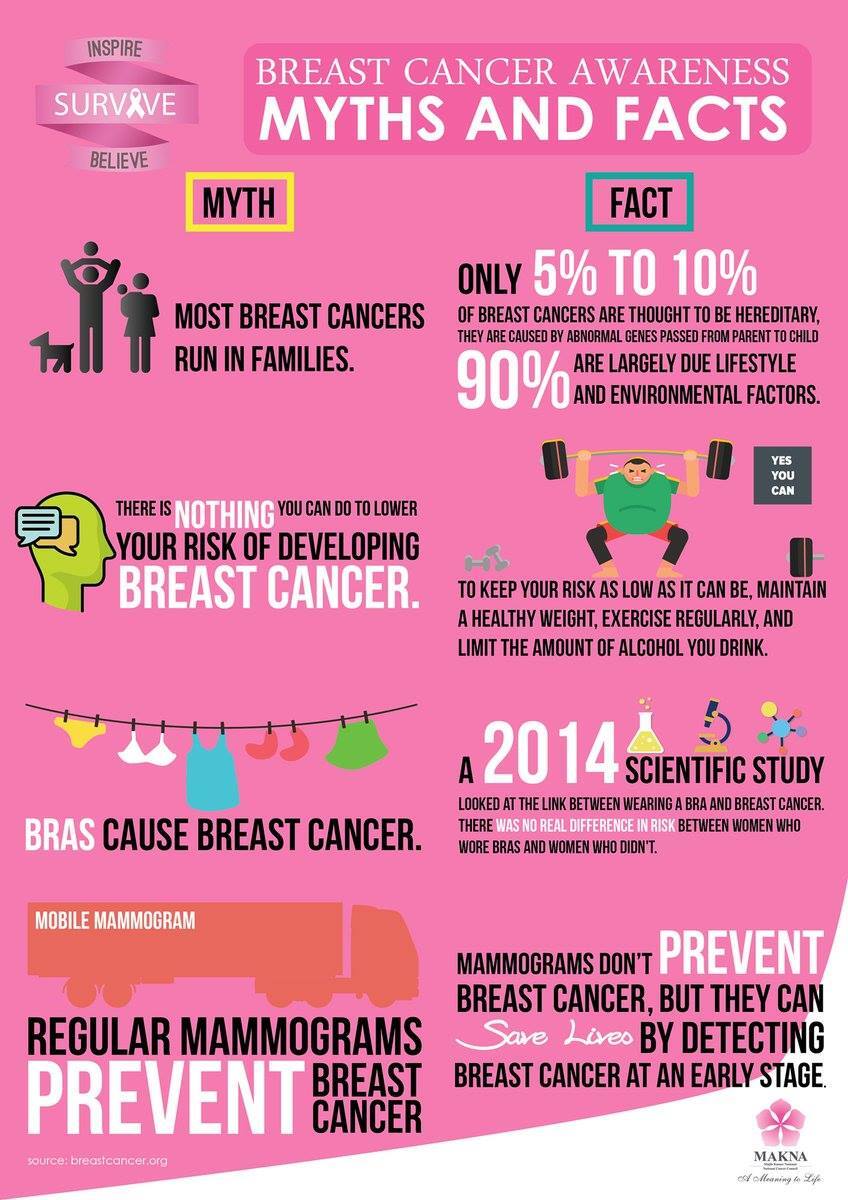 INSPIRE
SURVIVE
BELIEVE
BREAST CANCER AWARENESS
MYTHS AND FACTS
MYTH
FACT
MOST BREAST CANCERS
RUN IN FAMILIES.
ONLY 5% TO 10%
OF BREAST CANCERS ARE THOUGHT TO BE HEREDITARY,
THEY ARE CAUSED BY ABNORMAL GENES PASSED FROM PARENT TO CHILD
90% ARE LARGELY DUE LIFESTYLE
AND ENVIRONMENTAL FACTORS.
THERE IS NOTHING YOU CAN DO TO LOWER
YOUR RISK OF DEVELOPING
BREAST CANCER.
YES
YOU
CAN
TO KEEP YOUR RISK AS LOW AS IT CAN BE, MAINTAIN
A HEALTHY WEIGHT, EXERCISE REGULARLY, AND
LIMIT THE AMOUNT OF ALCOHOL YOU DRINK.
BRAS CAUSE BREAST CANCER.
A 2014 SCIENTIFIC STUDY
LOOKED AT THE LINK BETWEEN WEARING A BRA AND BREAST CANCER.
THERE WAS NO REAL DIFFERENCE IN RISK BETWEEN WOMEN WHO
WORE BRAS AND WOMEN WHO DIDN'T.
MOBILE MAMMOGRAM
REGULAR MAMMOGRAMS
PREVENT BREAST
CANCER
MAMMOGRAMS DON'T PREVENT
BREAST CANCER, BUT THEY CAN
Save Lives BY DETECTING
BREAST CANCER AT AN EARLY STAGE.
source: breastcancer.org
MAKNA
A Meaning to Life